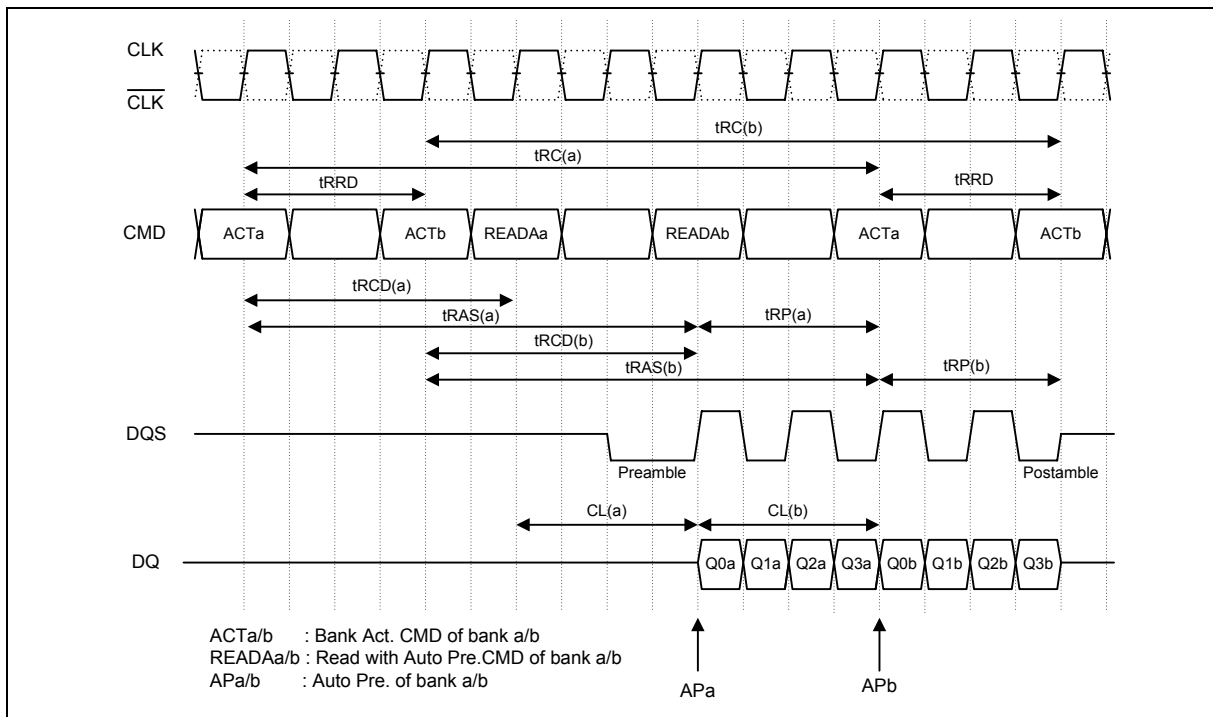 CLK
CLK
tRC(b)
tRC(a)
tRRD tRRD
CMD ACTa ACTb READAa READAb ACTa ACTb
tRCD(a)
tRAS(a) tRP(a)
tRCD(b)
tRAS(b) tRP(b)
DQS
Preamble Postamble
CL(a) CL(b)
DQ Q0a Q1a Q2a Q3a Q0b Q1b Q2b Q3b
ACTa/b : Bank Act. CMD of bank a/b
READAa/b : Read with Auto Pre.CMD of bank a/b
APa/b : Auto Pre. of bank a/b
APa APb